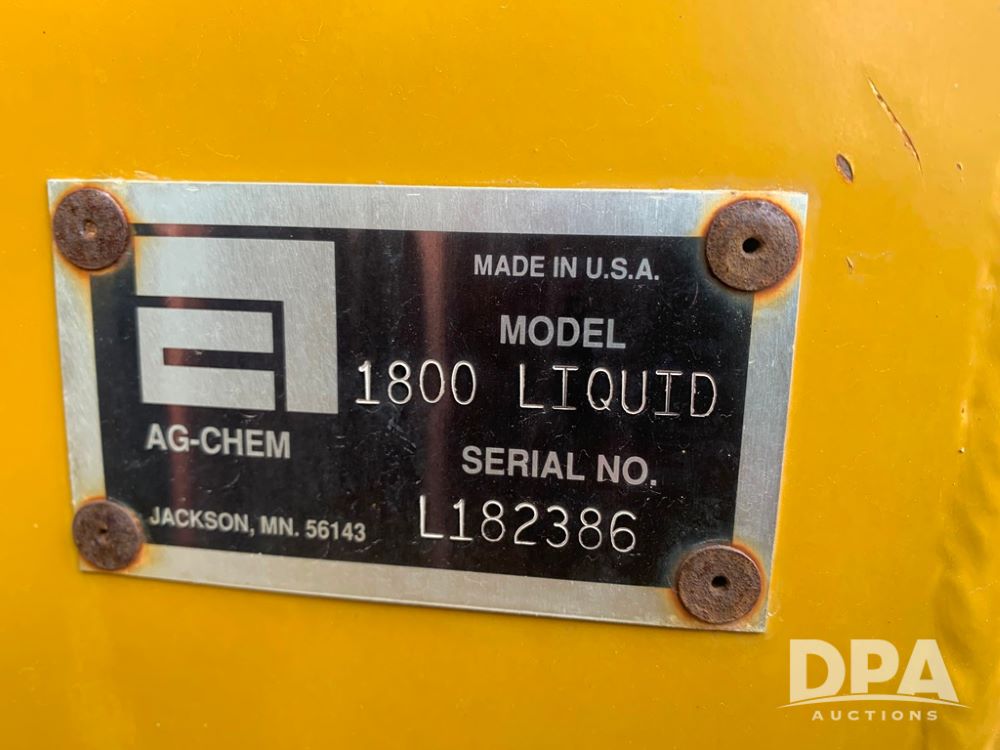 MADE IN U.S.A.
MODEL
1800 LIQUID
AG-CHEM
SERIAL NO.
JACKSON, MN. 56143
L182386
DPA
AUCTIONS